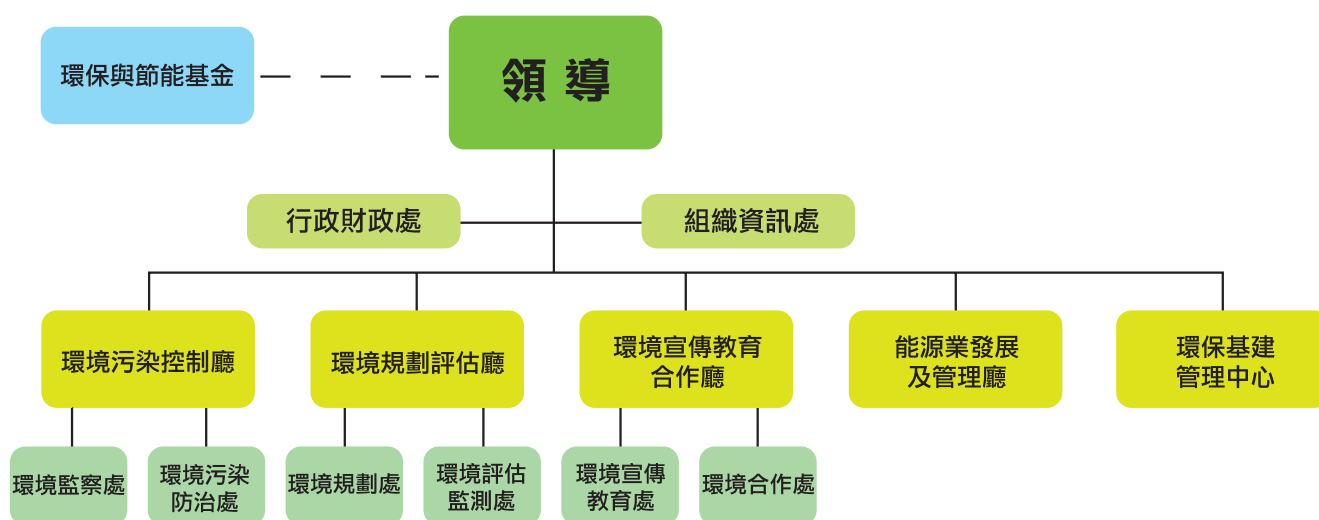 環保與節能基金
領導
行政財政處
組織資訊處
環境污染控制廳
環境規劃評估廳
環境宣傳教育
合作廳
能源業發展
及管理廳
環保基建
管理中心
環境監察處
環境污染
防治處
環境規劃處
環境評估
監測處
環境宣傳
教育處
環境合作處